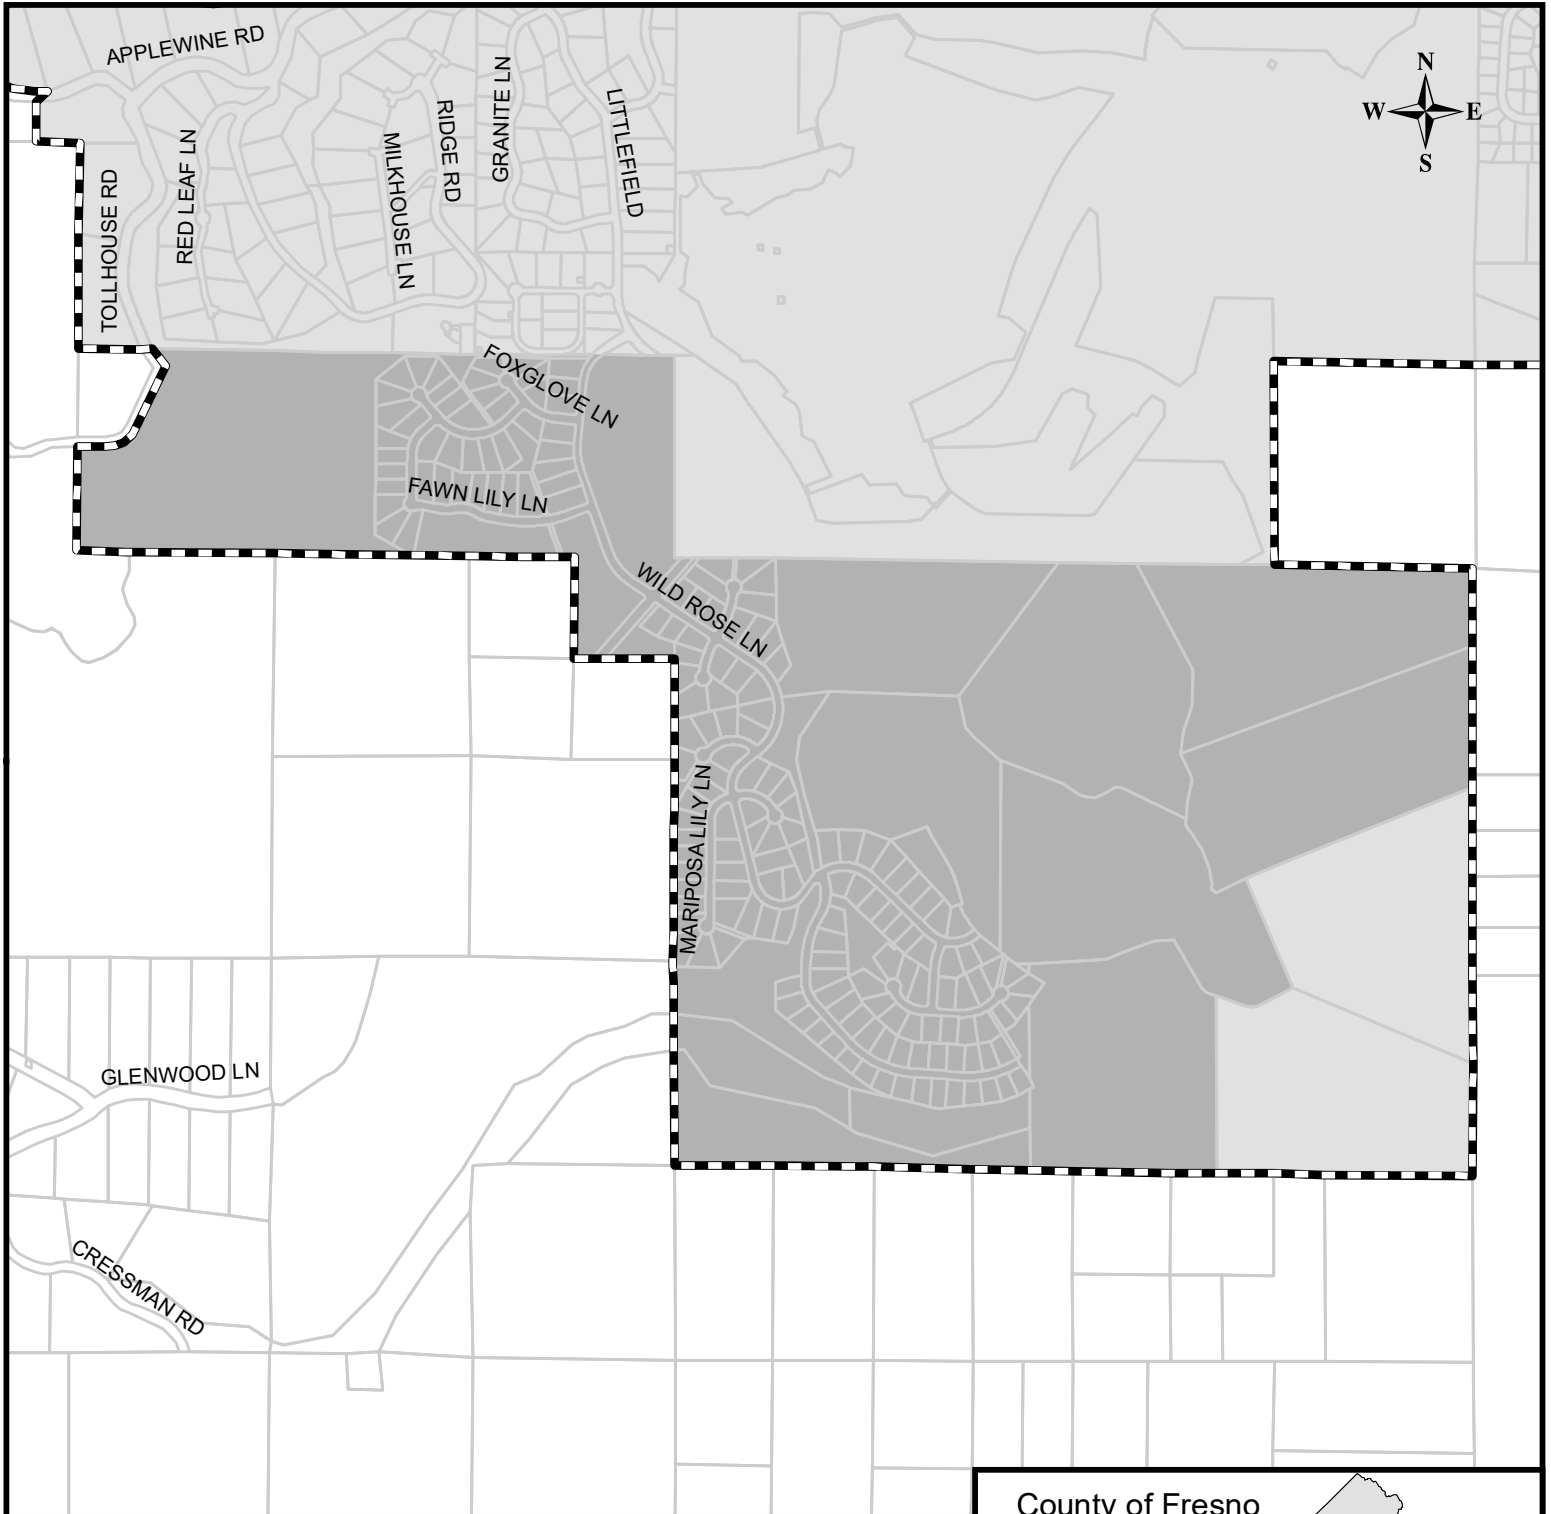 APPLEWINE RD
N
W E
S
TOLLHOUSE RD
RED LEAF LN
MILKHOUSE LN
RIDGE RD
GRANITE LN
LITTLEFIELD
FOXGLOVE LN
FAWN LILY LN
WILD ROSE LN
MARIPOSA LILY LN
GLENWOOD LN
CRESSMAN RD
County of Fresno